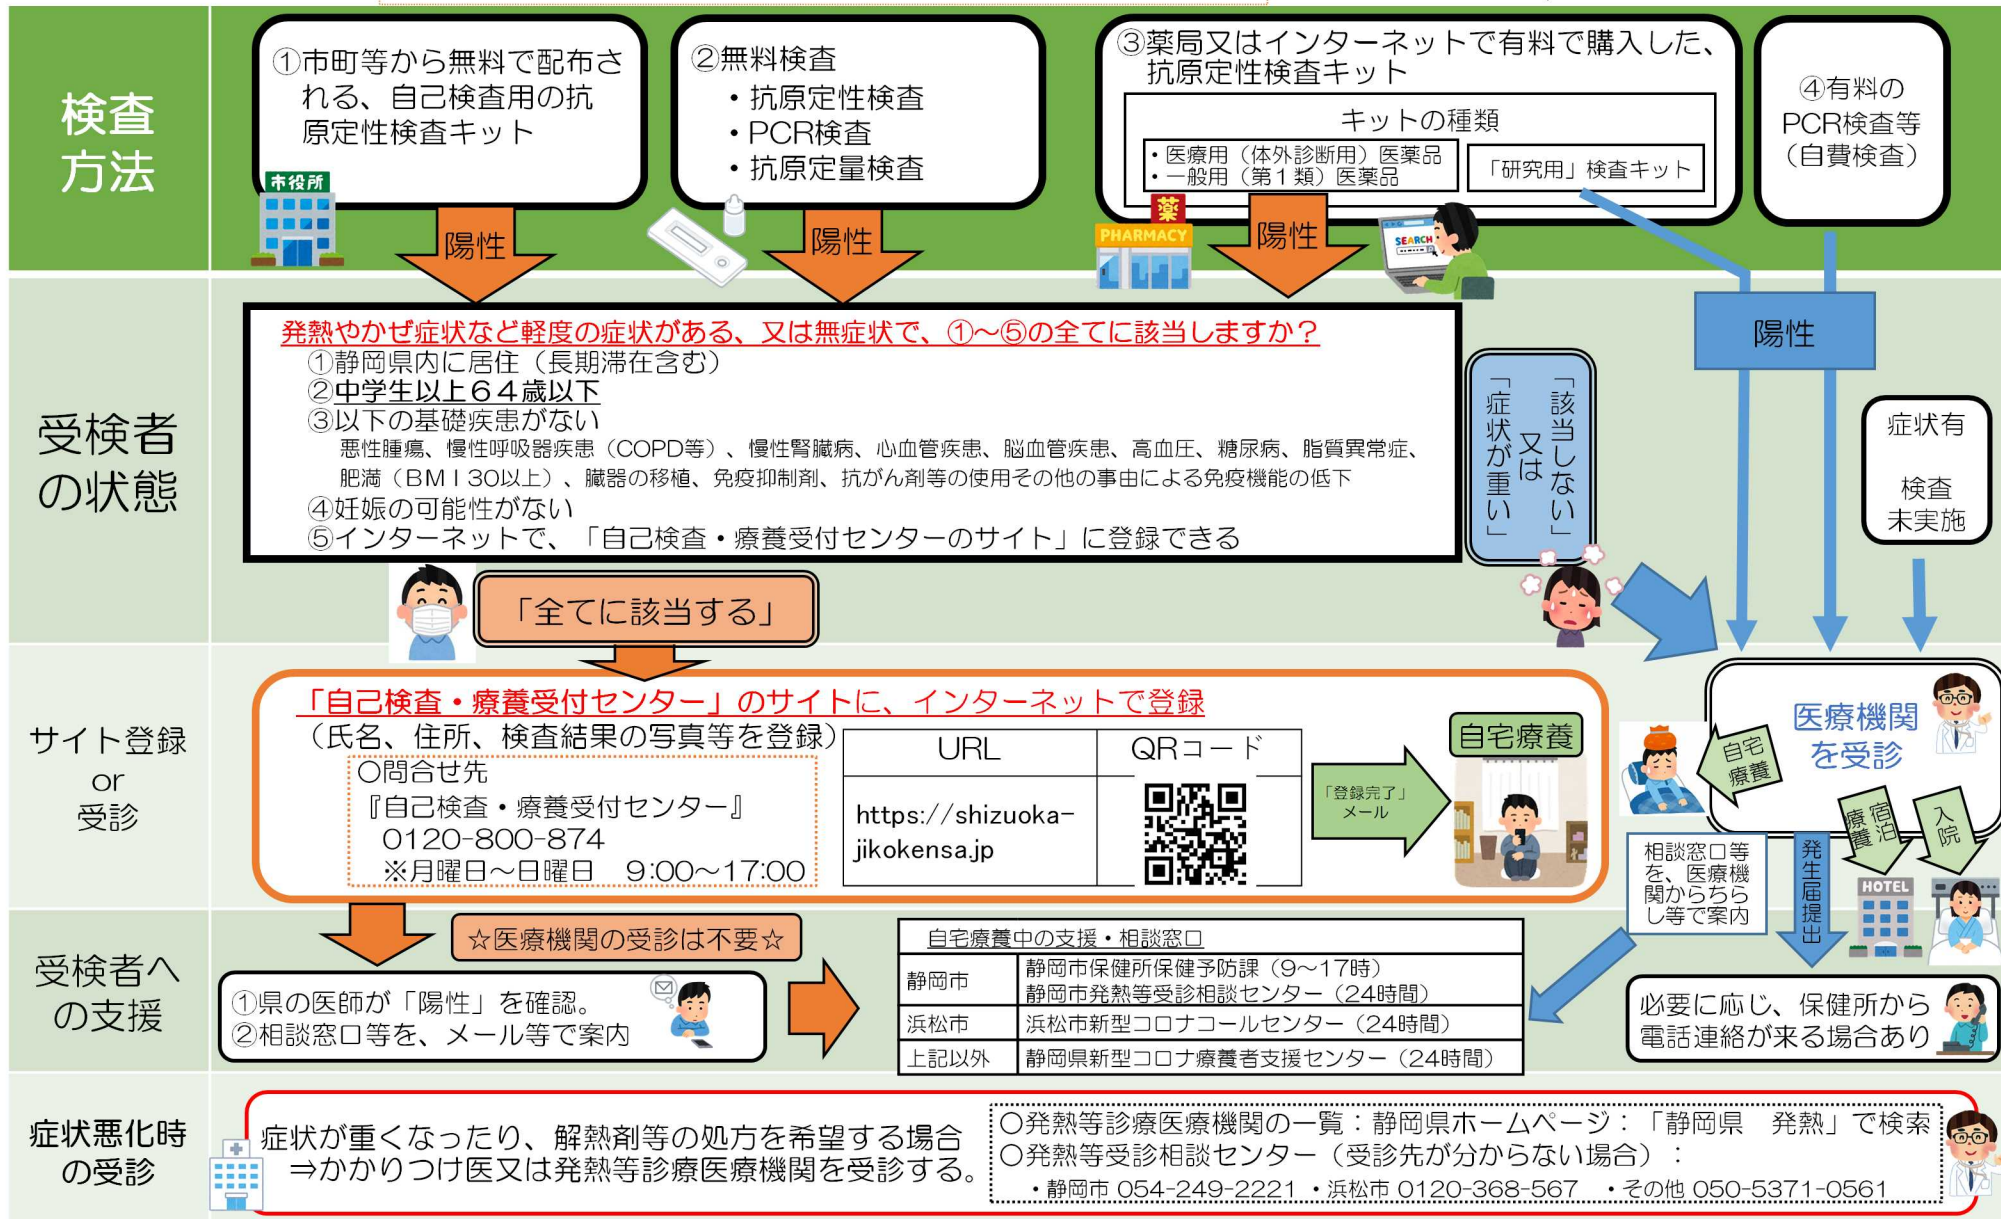 検査
方法
①市町等から無料で配布さ
れる、自己検査用の抗
原定性検査キット
市役所
②無料検査
・抗原定性検査
・PCR検査
・抗原定量検査
③薬局又はインターネットで有料で購入した、
抗原定性検査キット
キットの種類
・医療用（体外診断用）医薬品
・一般用（第1類）医薬品
「研究用」検査キット
④有料の
PCR検査等
（自費検査）
陽性
陽性
薬
PHARMACY
陽性
SEARCH
陽性
受検者
の状態
発熱やかぜ症状など軽度の症状がある、又は無症状で、①～⑤の全てに該当しますか？
①静岡県内に居住（長期滞在含む）
②中学生以上64歳以下
③以下の基礎疾患がない
悪性腫瘍、慢性呼吸器疾患（COPD等）、慢性腎臓病、心血管疾患、脳血管疾患、高血圧、糖尿病、脂質異常症、
肥満（BMI30以上）、臓器の移植、免疫抑制剤、抗がん剤等の使用その他の事由による免疫機能の低下
④妊娠の可能性がない
⑤インターネットで、「自己検査・療養受付センターのサイト」に登録できる
「該当しない」
又は
「症状が重い」
症状有
検査
未実施
「全てに該当する」
サイト登録
or
受診
「自己検査・療養受付センター」のサイトに、インターネットで登録
（氏名、住所、検査結果の写真等を登録）
○問合せ先
『自己検査・療養受付センター』
0120-800-874
※月曜日～日曜日　9:00～17:00
URL
QRコード
https://shizuoka-
jikokensa.jp
「登録完了」
メール
自宅療養
医療機関
を受診
自宅
療養
宿泊
療養
入院
HOTEL
相談窓口等
を、医療機
関からちら
し等で案内
発生届提出
受検者へ
の支援
☆医療機関の受診は不要☆
①県の医師が「陽性」を確認。
②相談窓口等を、メール等で案内
自宅療養中の支援・相談窓口
静岡市
静岡市保健所保健予防課（9～17時）
静岡市発熱等受診相談センター（24時間）
浜松市
浜松市新型コロナコールセンター（24時間）
上記以外
静岡県新型コロナ療養者支援センター（24時間）
必要に応じ、保健所から
電話連絡が来る場合あり
症状悪化時
の受診
症状が重くなったり、解熱剤等の処方を希望する場合
⇒かかりつけ医又は発熱等診療医療機関を受診する。
○発熱等診療医療機関の一覧：静岡県ホームページ：「静岡県　発熱」で検索
○発熱等受診相談センター（受診先が分からない場合）：
・静岡市 054-249-2221 ・浜松市 0120-368-567 ・その他 050-5371-0561